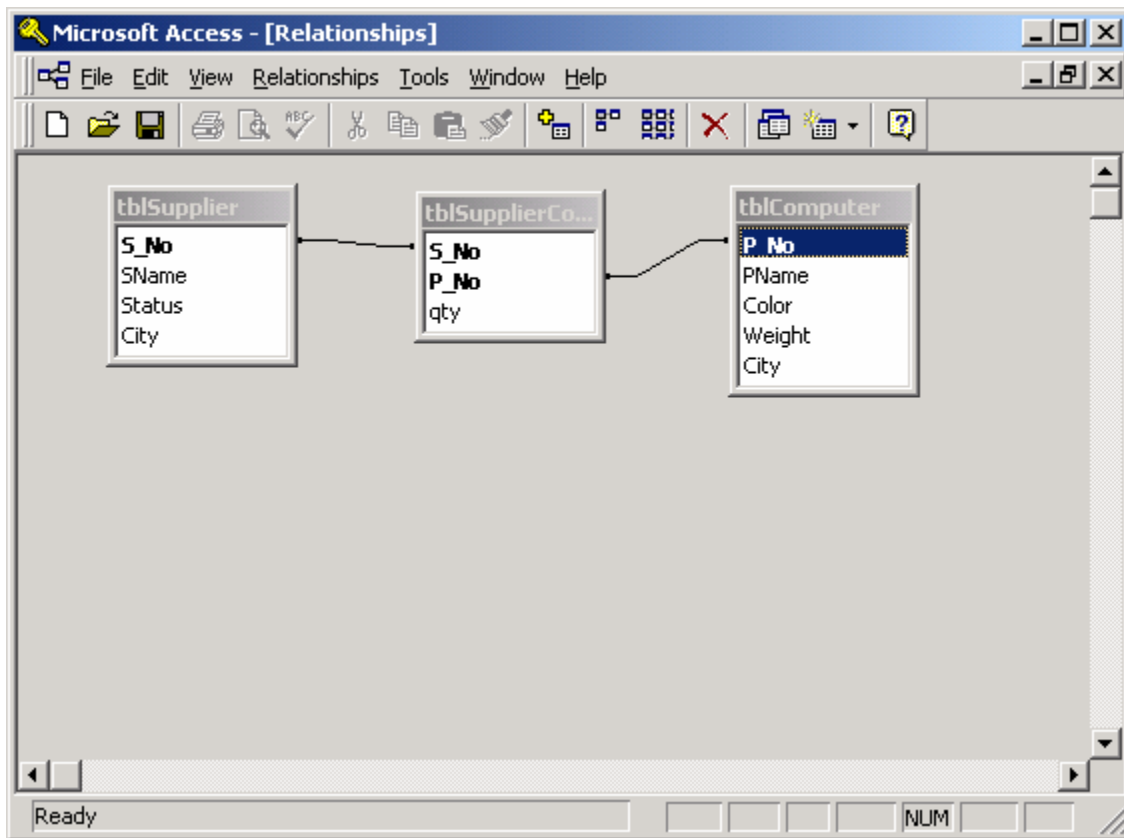 Microsoft Access - [Relationships]
File Edit View Relationships Tools Window Help
ABC
tblSupplier
S_No
SName
Status
City
tblSupplierCo...
S_No
P_No
qty
tblComputer
P_No
PName
Color
Weight
City
Ready
NUM